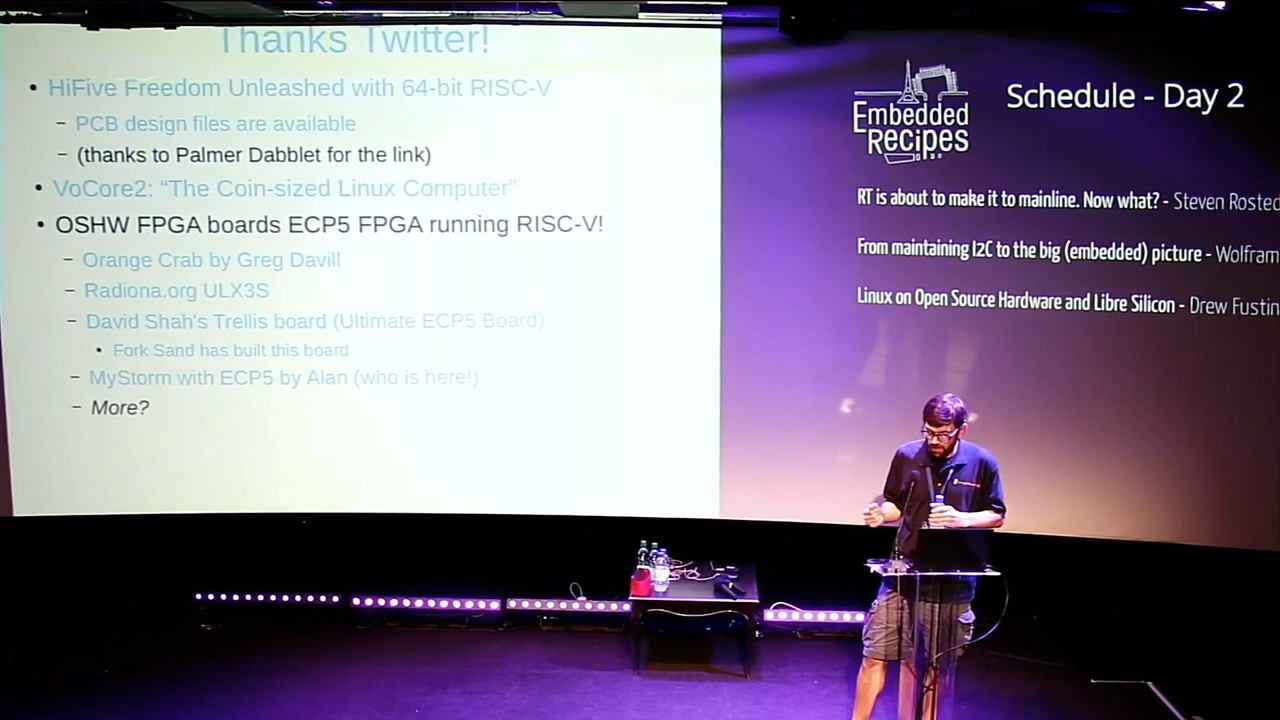 Thanks Twitter!
• HiFive Freedom Unleashed with 64-bit RISC-V
– PCB design files are available
– (thanks to Palmer Dabblet for the link)
• VoCore2: “The Coin-sized Linux Computer”
• OSHW FPGA boards ECP5 FPGA running RISC-V!
– Orange Crab by Greg Davill
– Radiona.org ULX3S
– David Shah's Trellis board (Ultimate ECP5 Board)
• Fork Sand has built this board
– MyStorm with ECP5 by Alan (who is here!)
– More?
Embedded
Recipes
Schedule - Day 2
RT is about to make it to mainline. Now what? - Steven Rosted
From maintaining I2C to the big (embedded) picture - Wolfram
Linux on Open Source Hardware and Libre Silicon - Drew Fustin